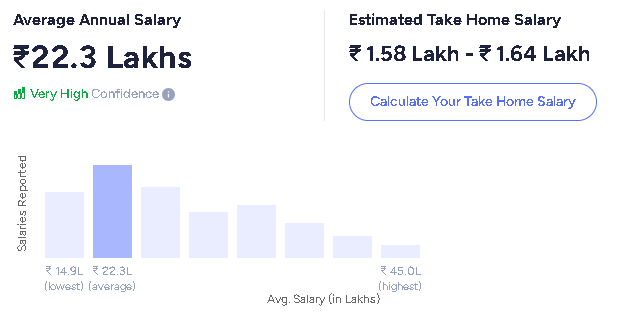 Average Annual Salary
₹22.3 Lakhs
Very High Confidence i
Estimated Take Home Salary
₹ 1.58 Lakh - ₹ 1.64 Lakh
Calculate Your Take Home Salary
Salaries Reported
₹ 14.9L
(lowest)
₹ 22.3L
(average)
₹ 45.0L
(highest)
Avg. Salary (in Lakhs)